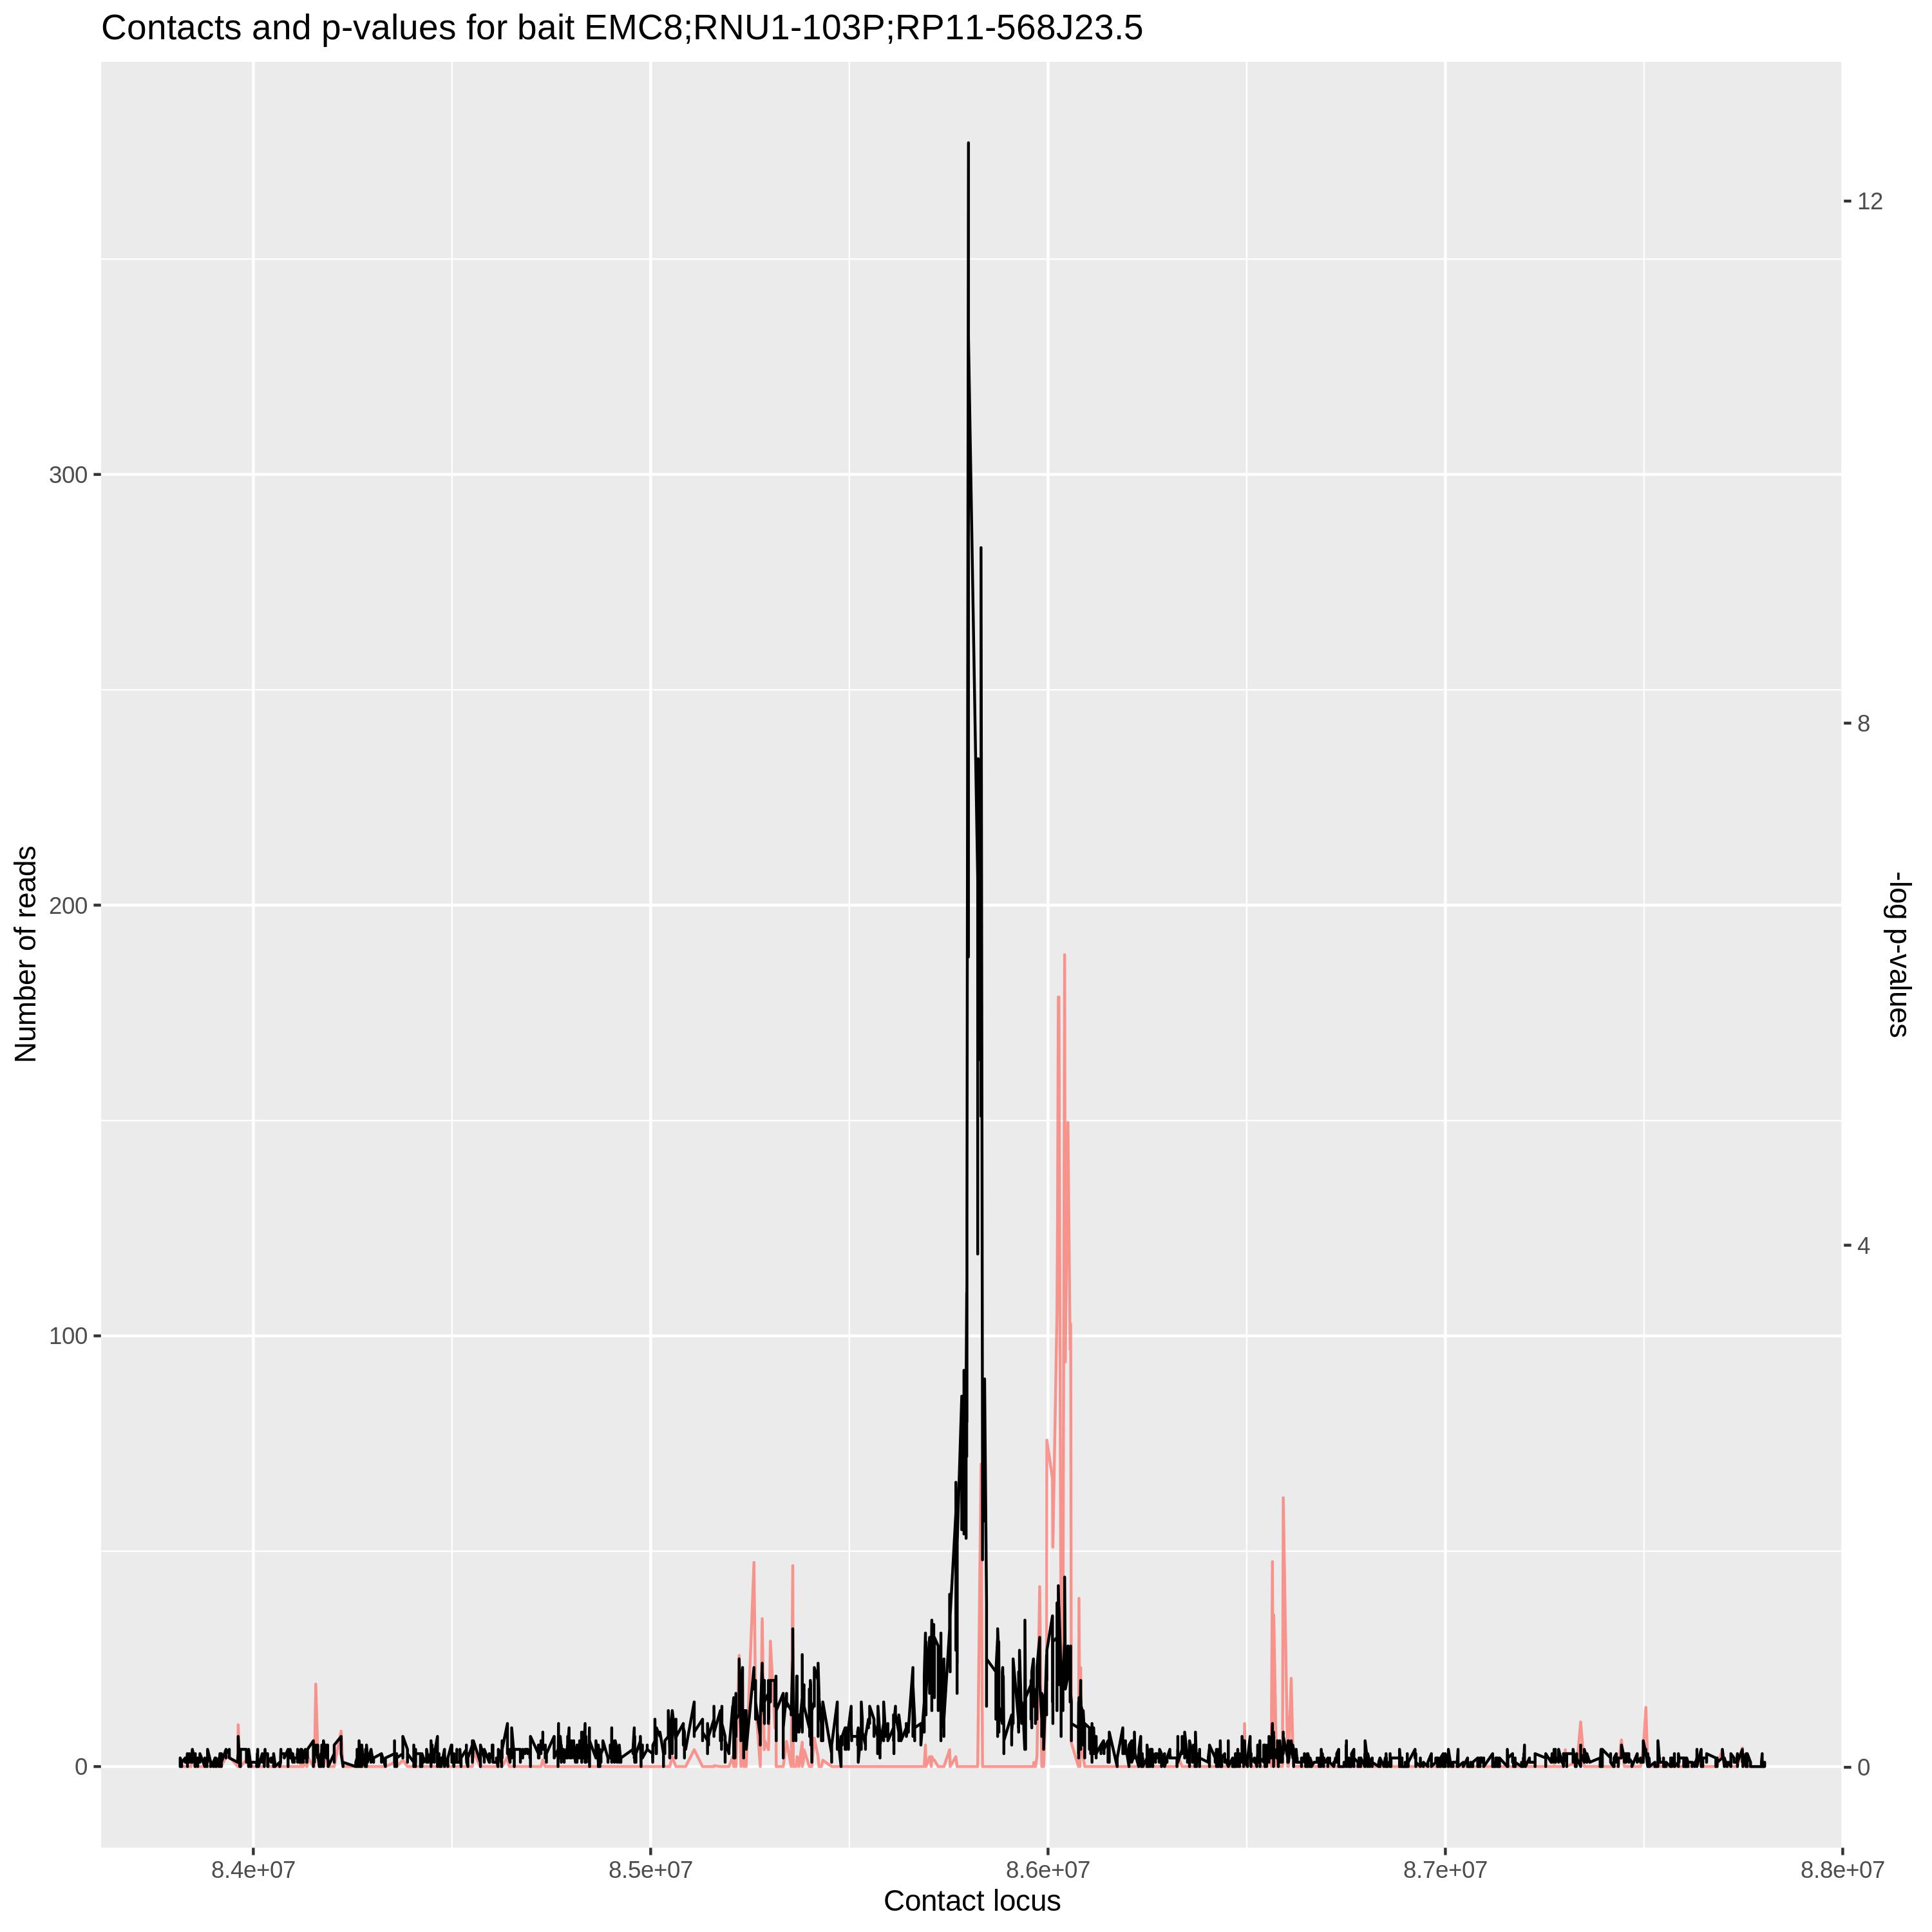 Contacts and p-values for bait EMC8;RNU1-103P;RP11-568J23.5
12
300
8
200
Number of reads
-log p-values
4
100
0
0
8.4e+07
8.5e+07
8.6e+07
8.7e+07
8.8e+07
Contact locus